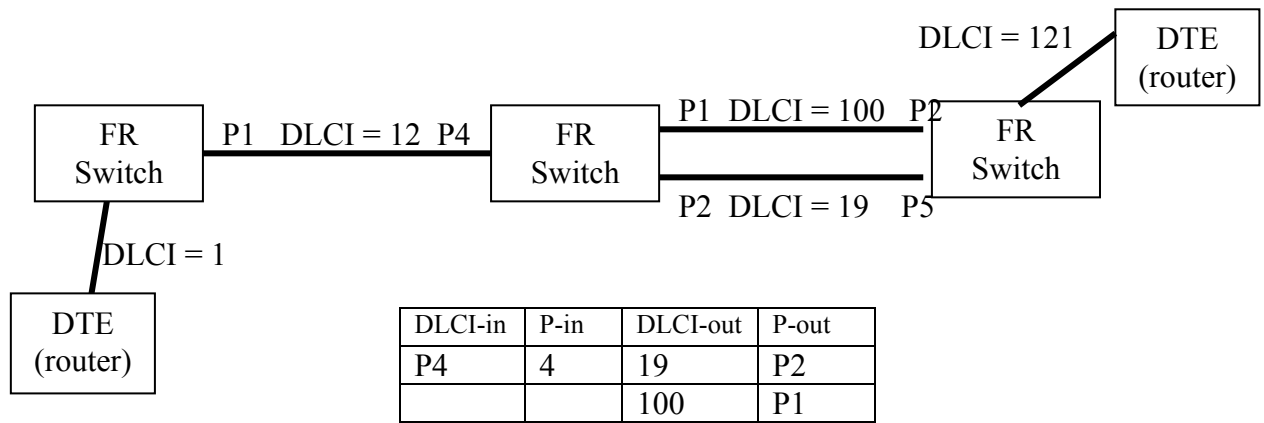 DLCI = 121
DTE
(router)
FR
Switch
P1 DLCI = 12 P4
FR
Switch
P1 DLCI = 100 P2
P2 DLCI = 19 P5
FR
Switch
DLCI = 1
DTE
(router)
DLCI-in P-in DLCI-out P-out
P4 4 19 P2
100 P1